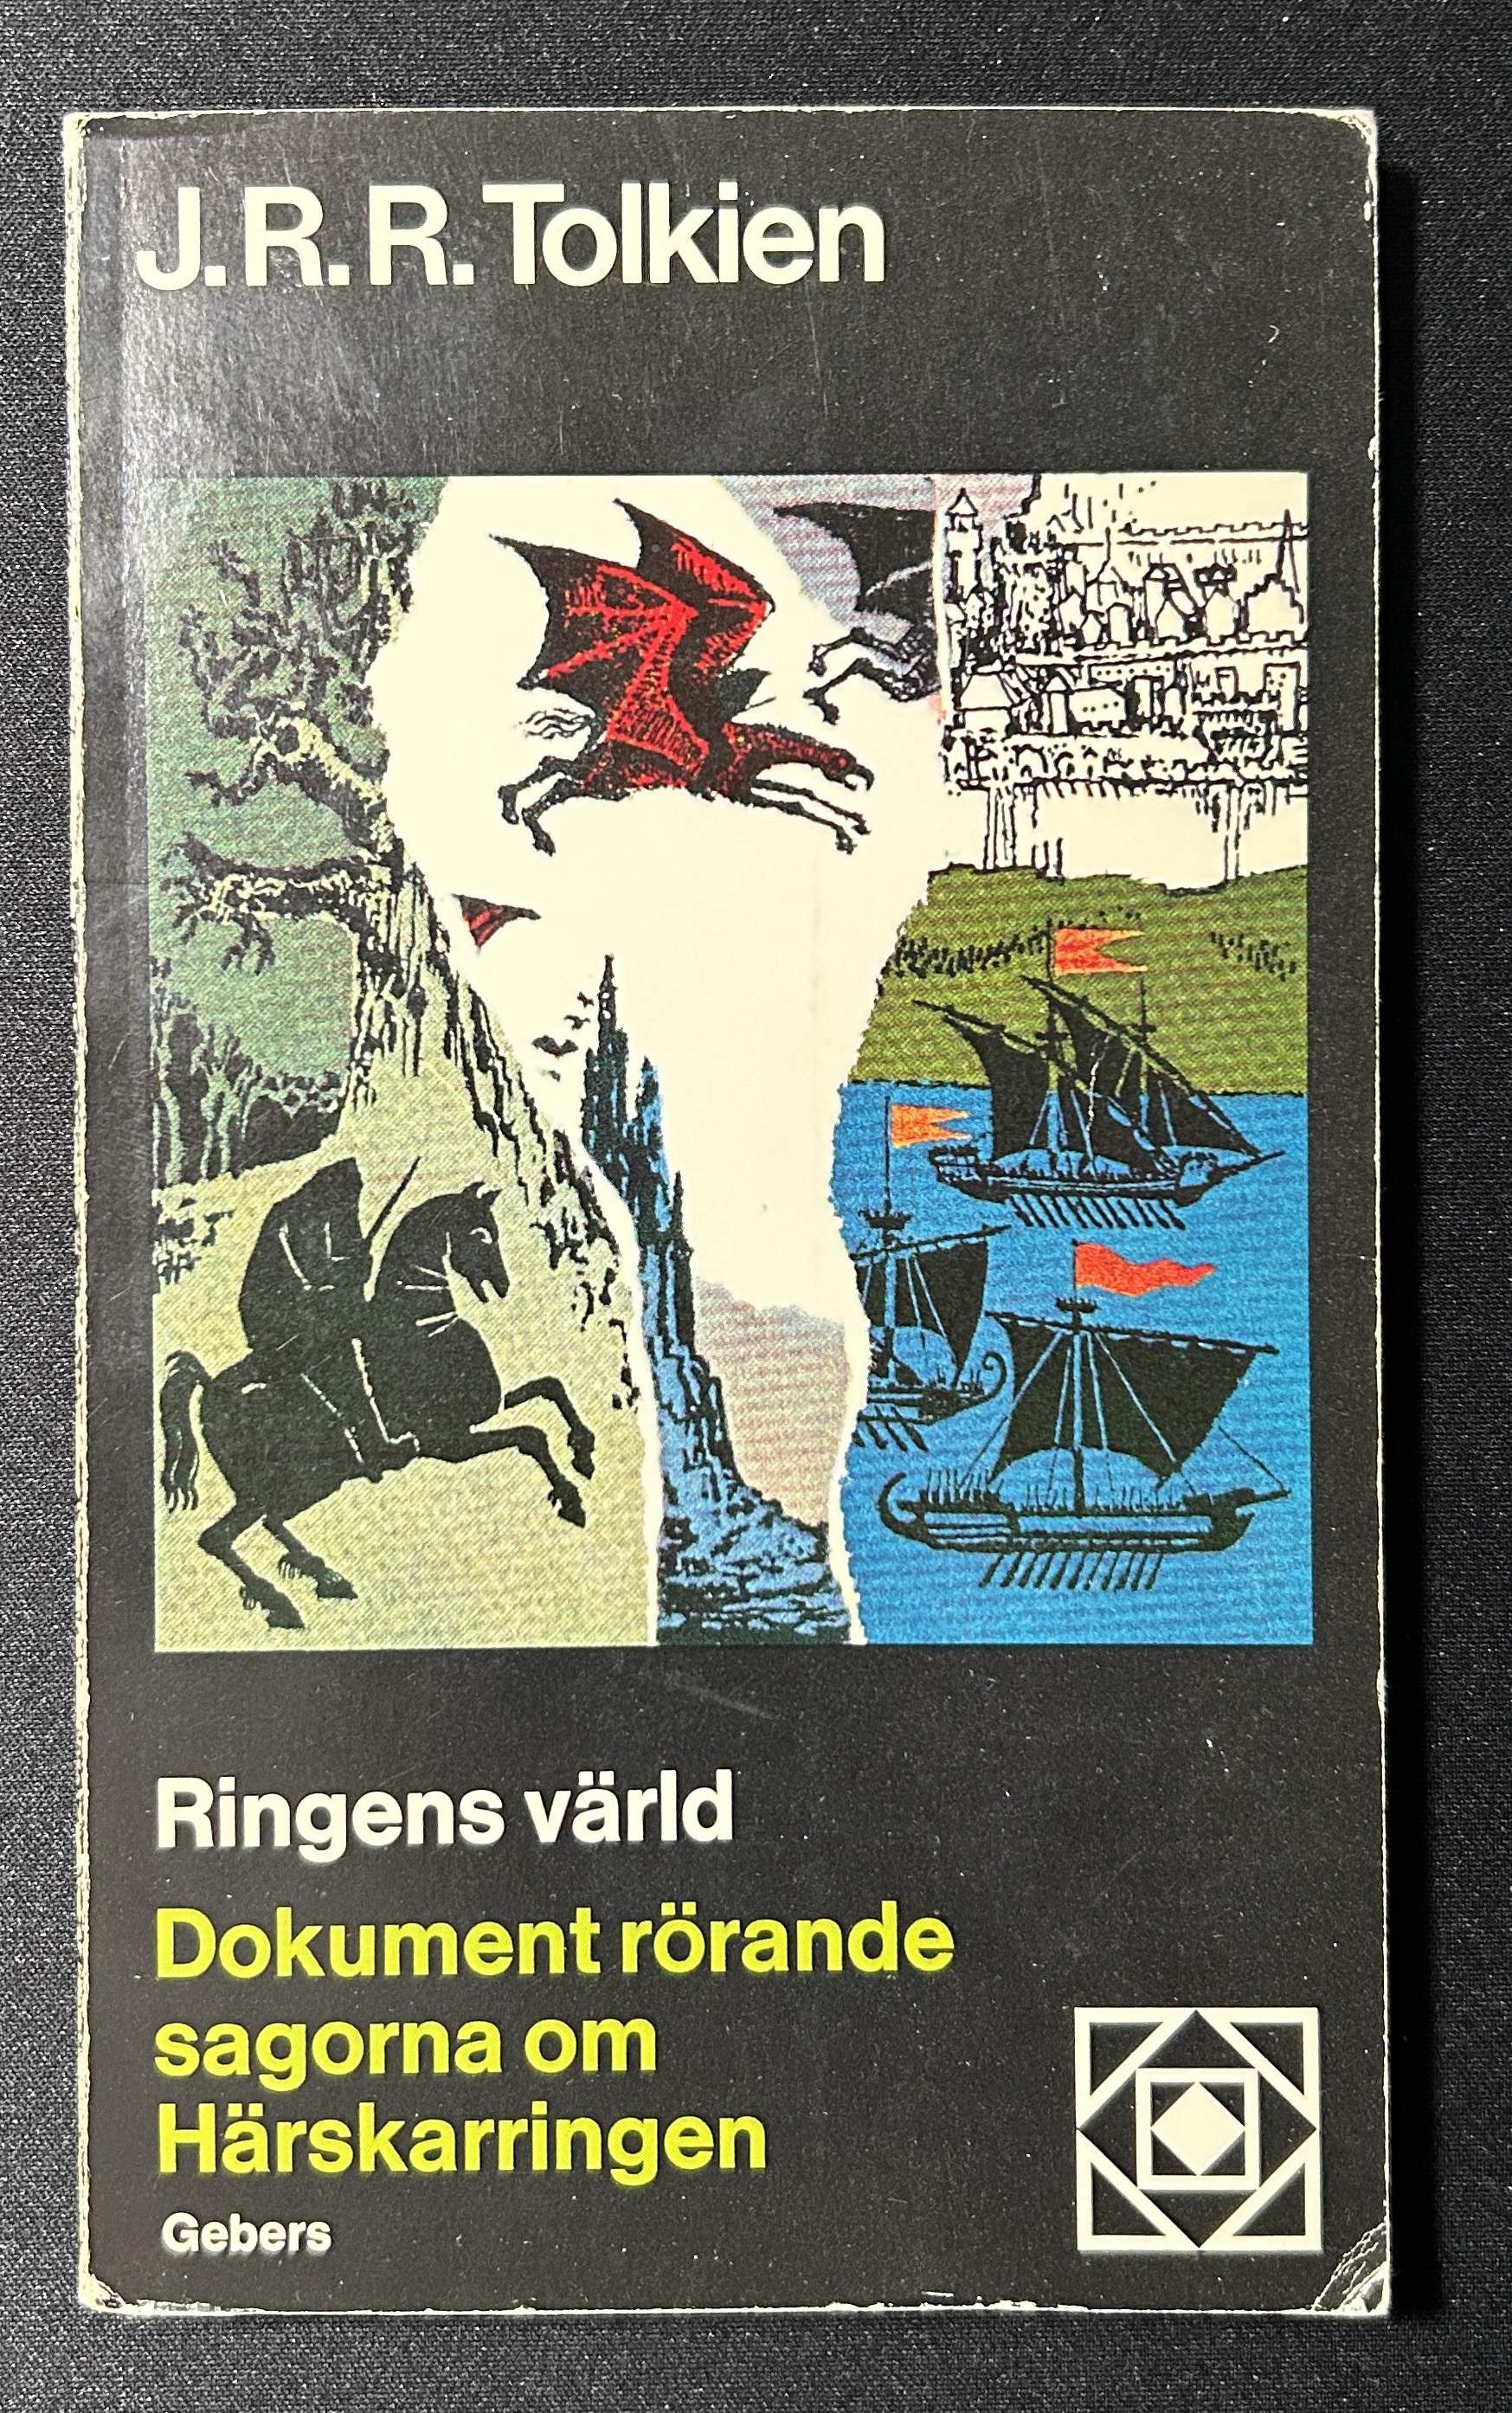 J.R.R.Tolkien
Ringens värld
Dokument rörande
sagorna om
Härskarringen
Gebers